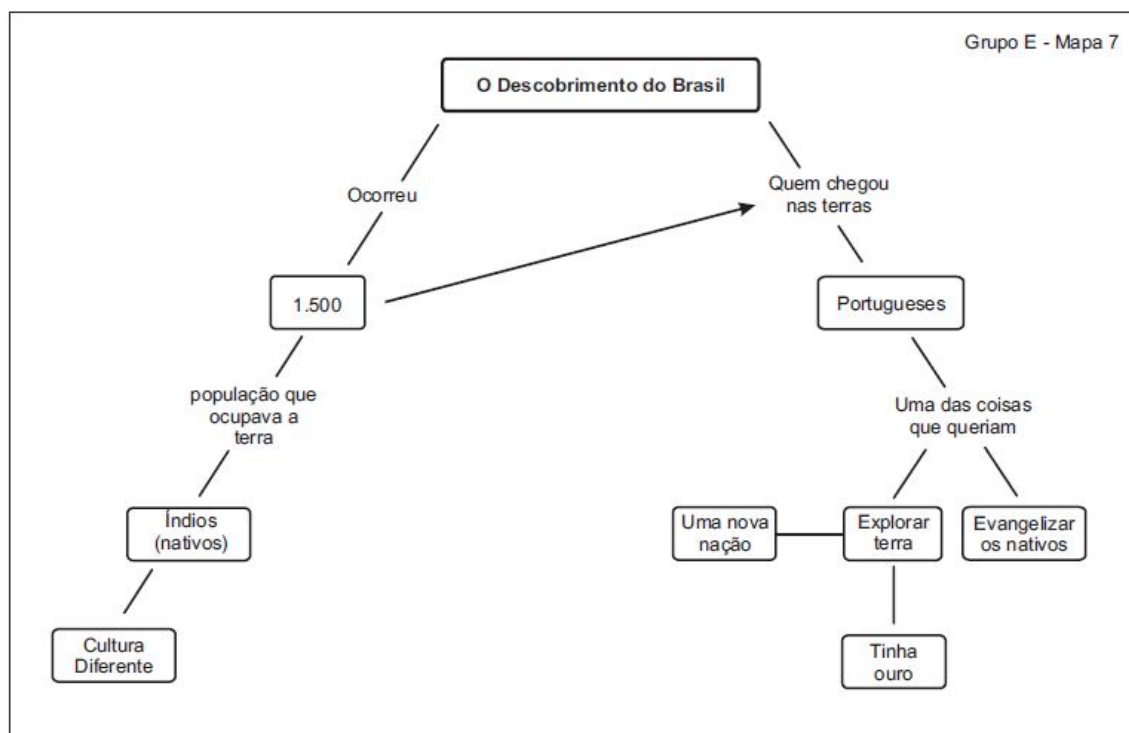 Grupo E - Mapa 7
O Descobrimento do Brasil
Ocorreu
Quem chegou
nas terras
1.500
Portugueses
população que
ocupava a
terra
Uma das coisas
que queriam
Índios
(nativos)
Uma nova
nação
Explorar
terra
Evangelizar
os nativos
Cultura
Diferente
Tinha
ouro